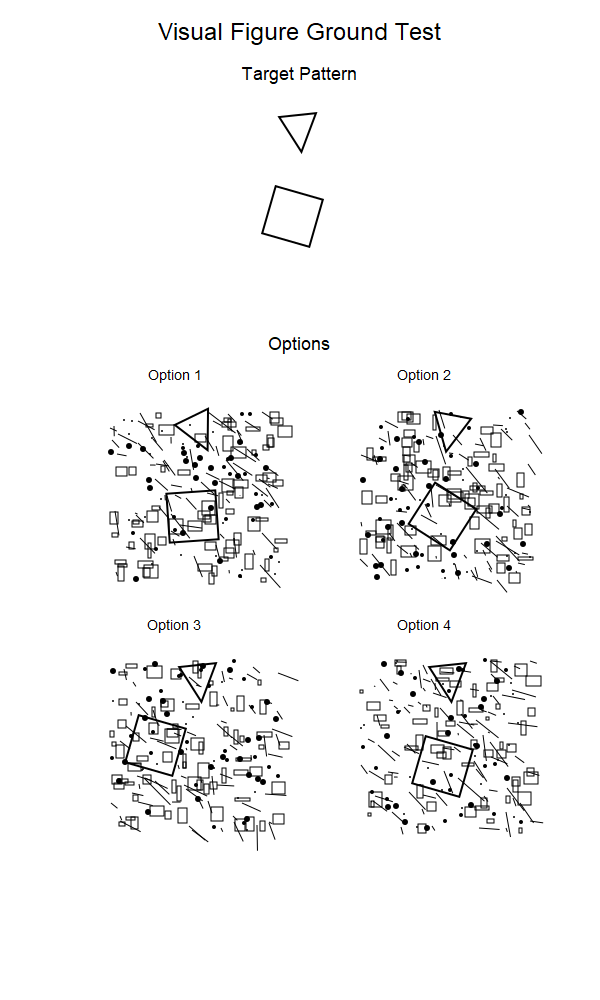 Visual Figure Ground Test
Target Pattern
Options
Option 1
Option 2
Option 3
Option 4